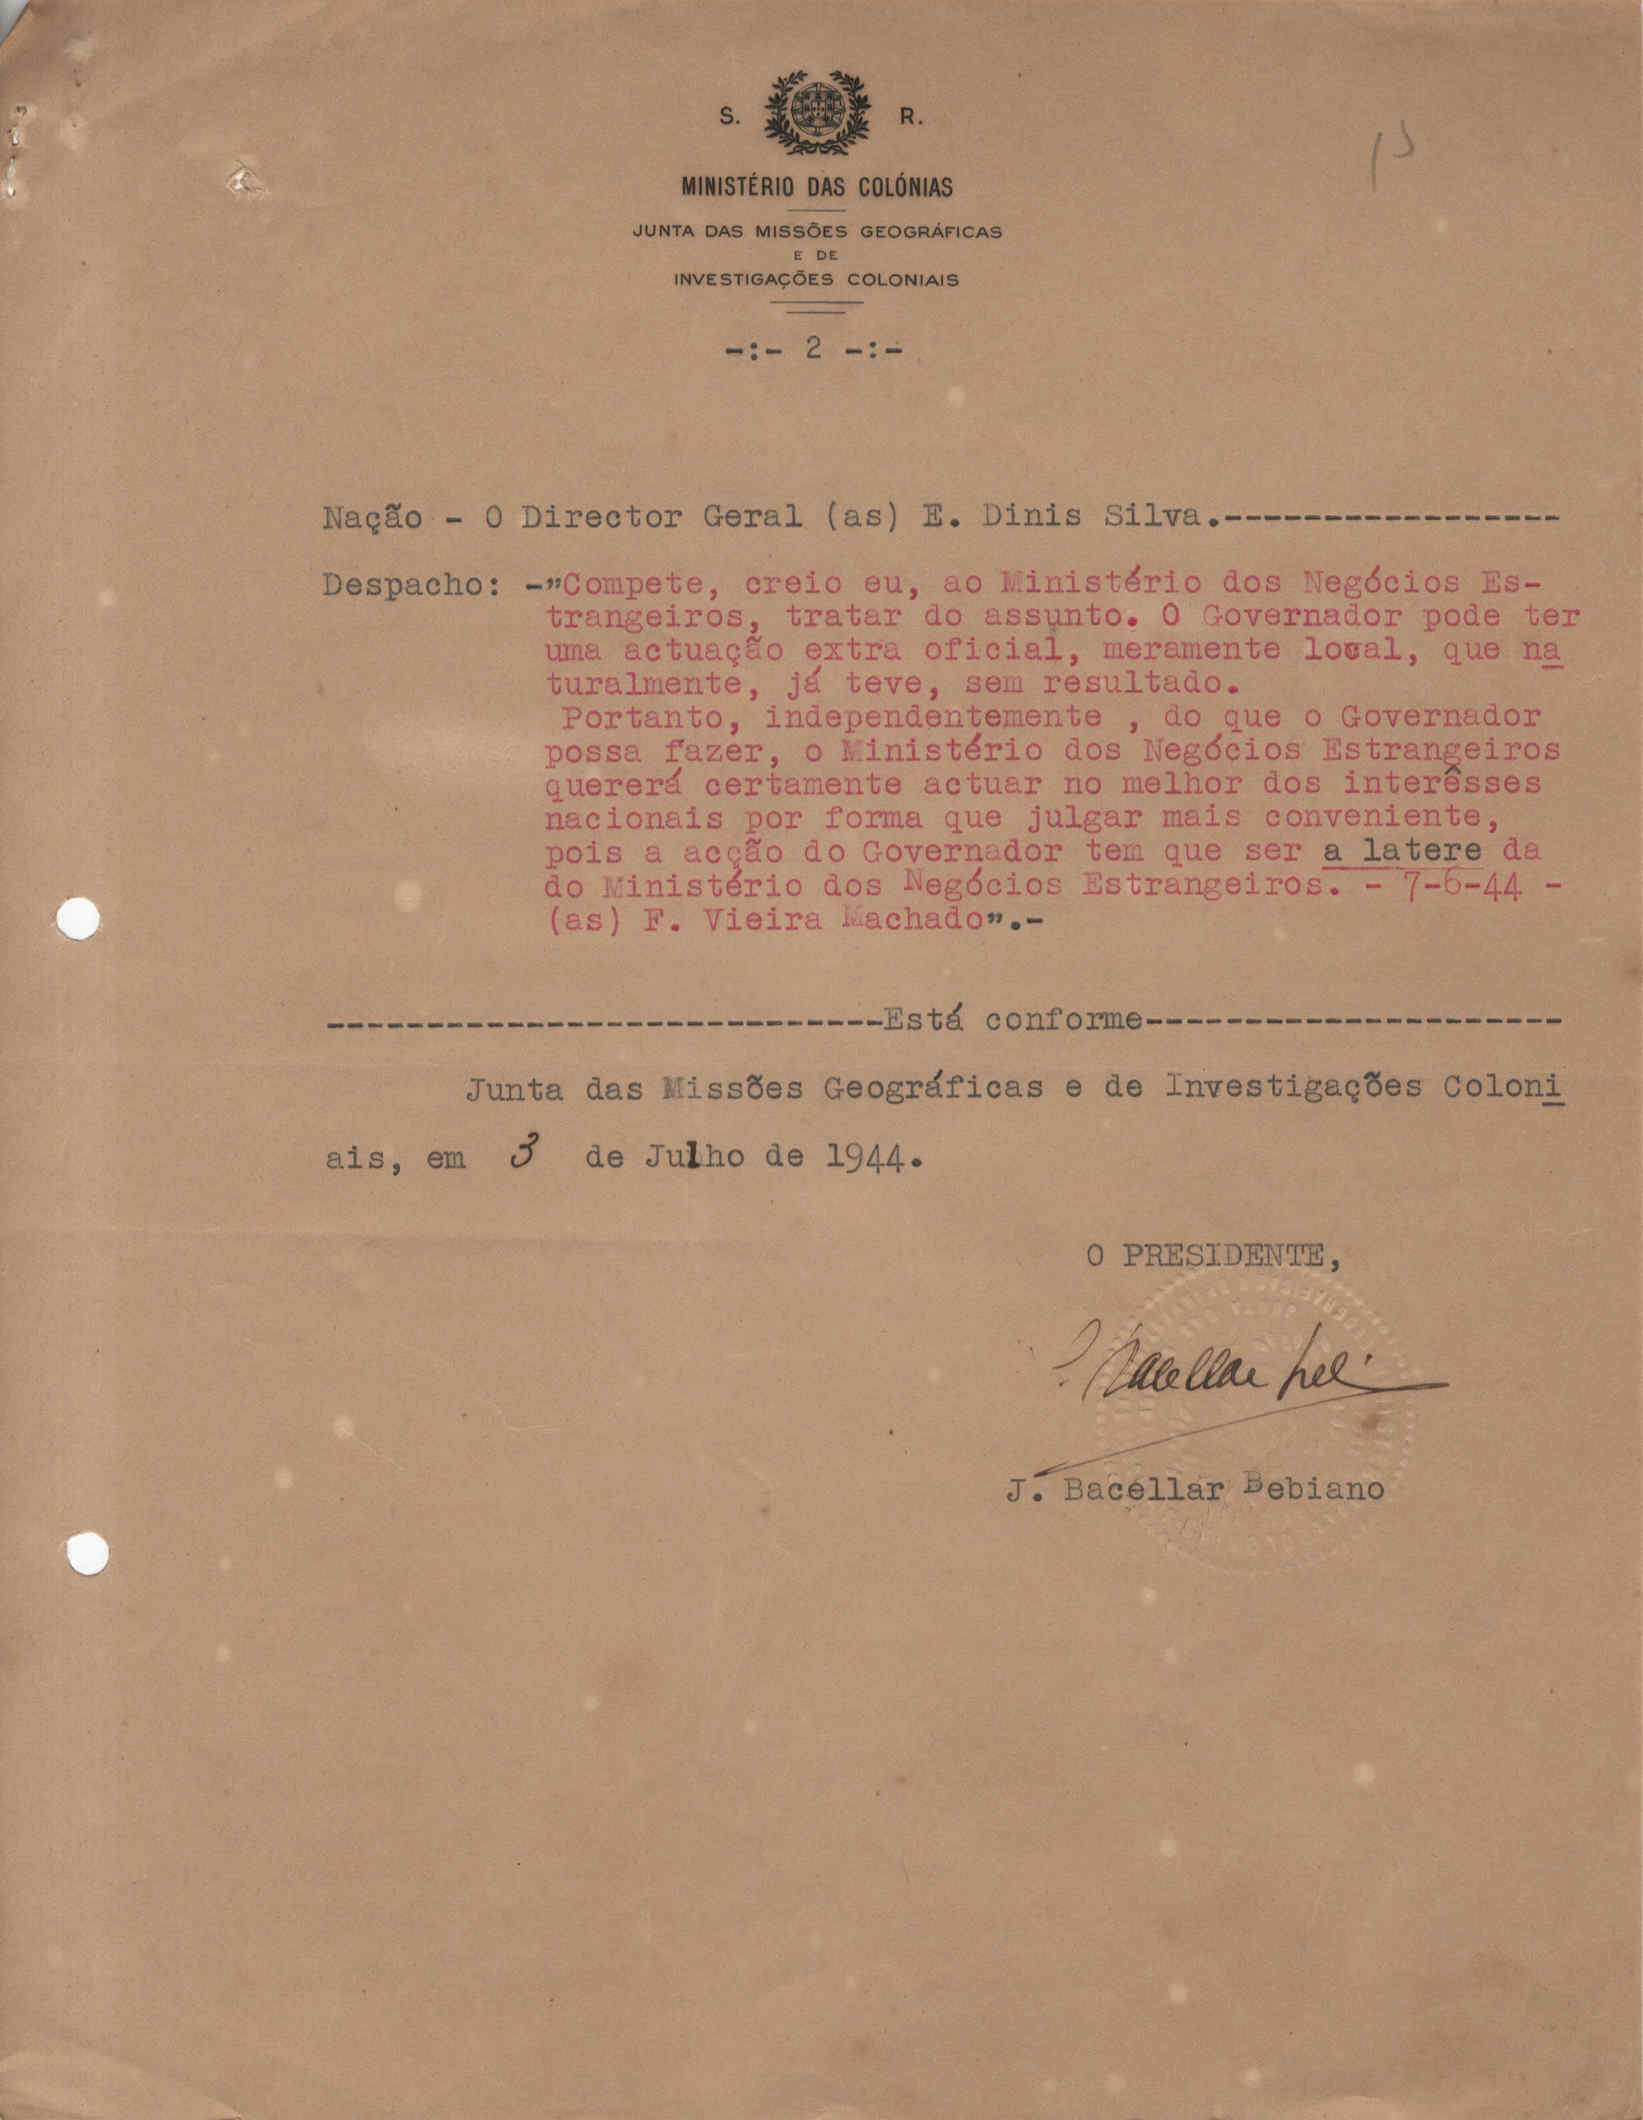 S. R.
MINISTÉRIO DAS COLÓNIAS
JUNTA DAS MISSÕES GEOGRÁFICAS
E DE
INVESTIGAÇÕES COLONIAIS
-:- 2 -:-
Nação - O Director Geral (as) E. Dinis Silva.-----------------
Despacho: -"Compete, creio eu, ao Ministério dos Negócios Es-
trangeiros, tratar do assunto. O Governador pode ter
uma actuação extra oficial, meramente local, que na
turalmente, já teve, sem resultado.
Portanto, independentemente , do que o Governador
possa fazer, o Ministério dos Negócios Estrangeiros
quererá certamente actuar no melhor dos interêsses
nacionais por forma que julgar mais conveniente,
pois a acção do Governador tem que ser a latere da
do Ministério dos Negócios Estrangeiros. - 7-6-44 -
(as) F. Vieira Machado".-
----------------------------Está conforme---------------------
Junta das Missões Geográficas e de Investigações Coloni
ais, em 3 de Julho de 1944.
O PRESIDENTE,
J. Bacellar Bebiano